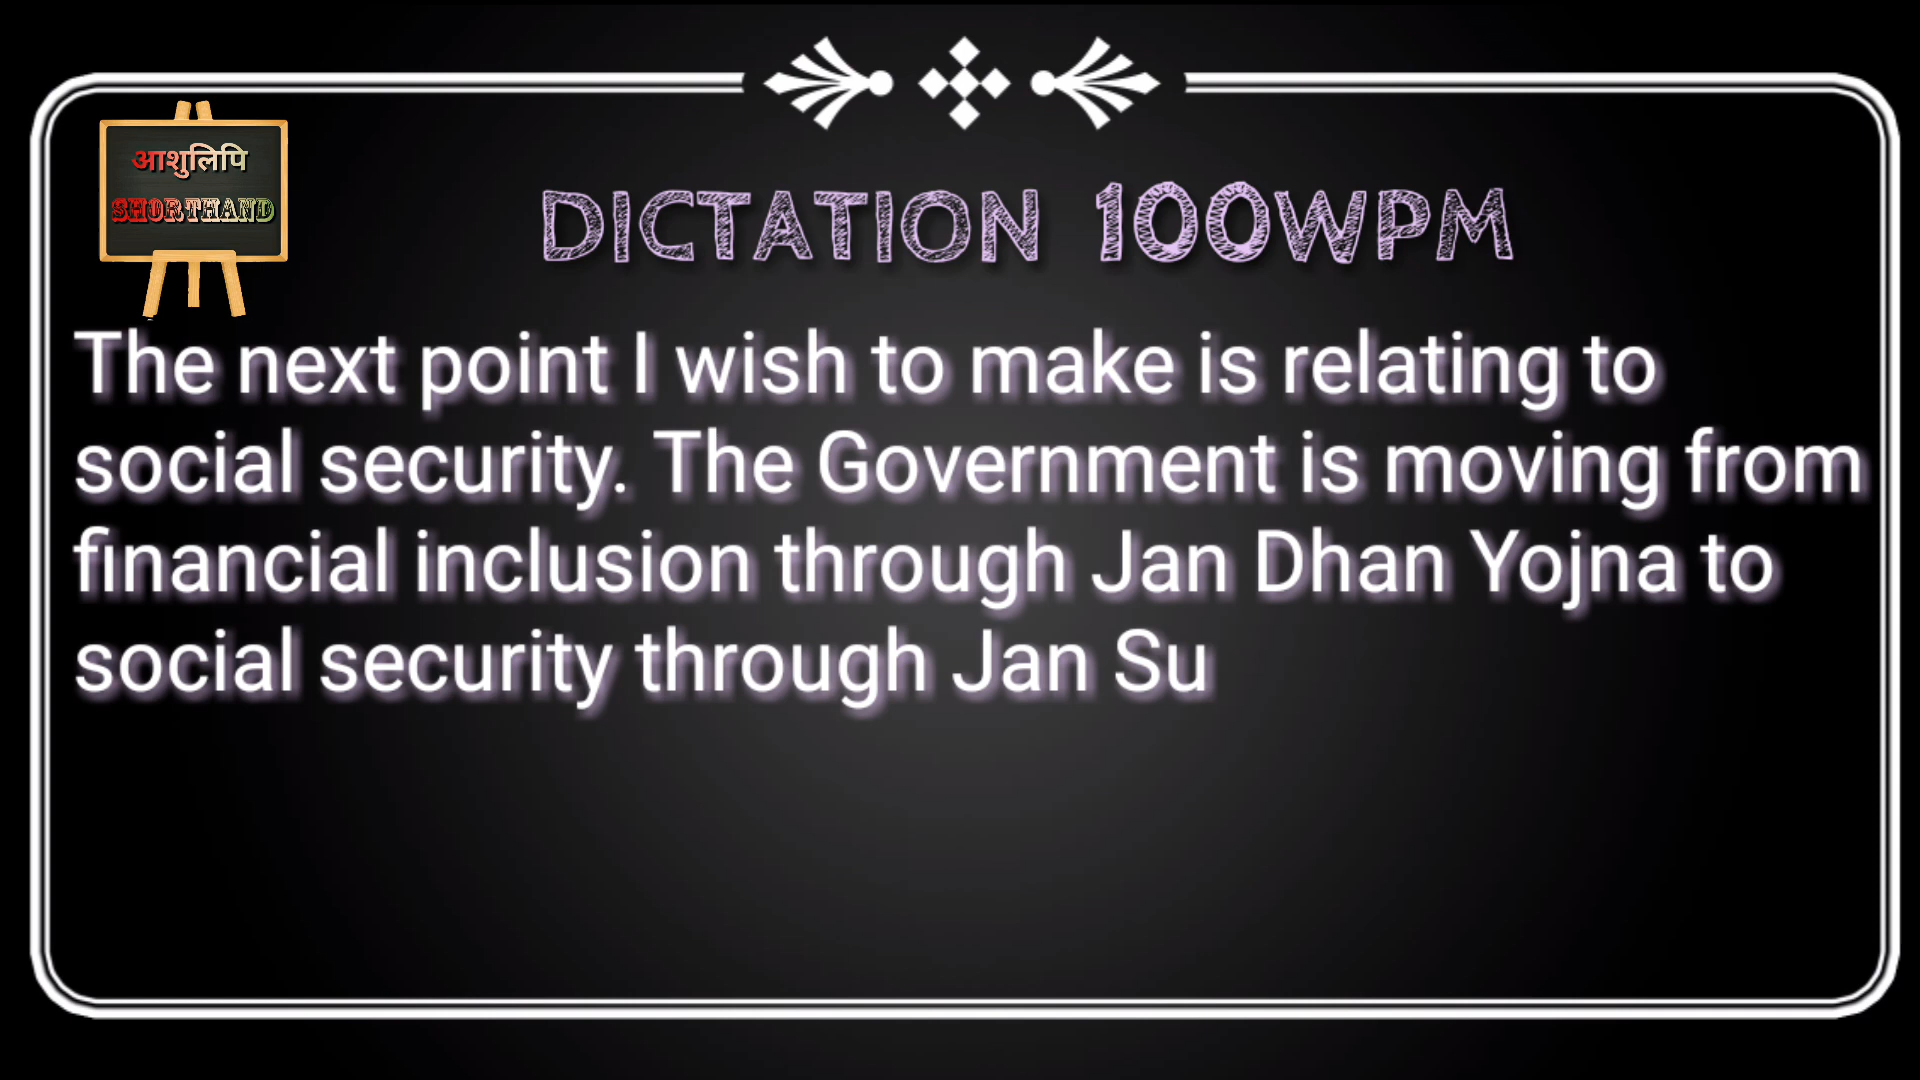 आशुलिपि
SHORTHAND
DICTATION 100WPM
The next point I wish to make is relating to
social security. The Government is moving from
financial inclusion through Jan Dhan Yojna to
social security through Jan Su